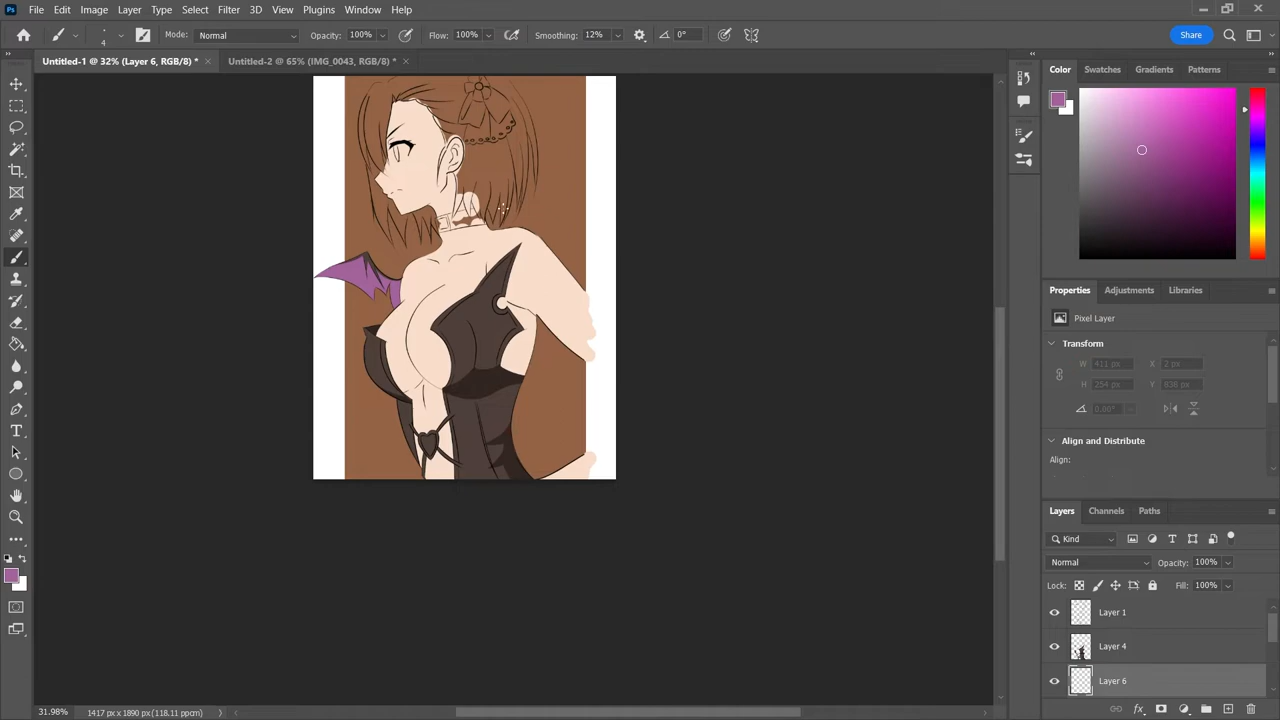 Ps File Edit Image Layer Type Select Filter 3D View Plugins Window Help
4 Mode: Normal Opacity: 100% Flow: 100% Smoothing: 12% 0° Share
Untitled-1 @ 32% (Layer 6, RGB/8) * × Untitled-2 @ 65% (IMG_0043, RGB/8) * ×
Color Swatches Gradients Patterns
Properties Adjustments Libraries
Pixel Layer
Transform
W 411 px X 2 px
H 254 px Y 838 px
0.00°
Align and Distribute
Align:
Layers Channels Paths
Kind
Normal Opacity: 100%
Lock: Fill: 100%
Layer 1
Layer 4
Layer 6
31.98% 1417 px x 1890 px (118.11 ppcm)